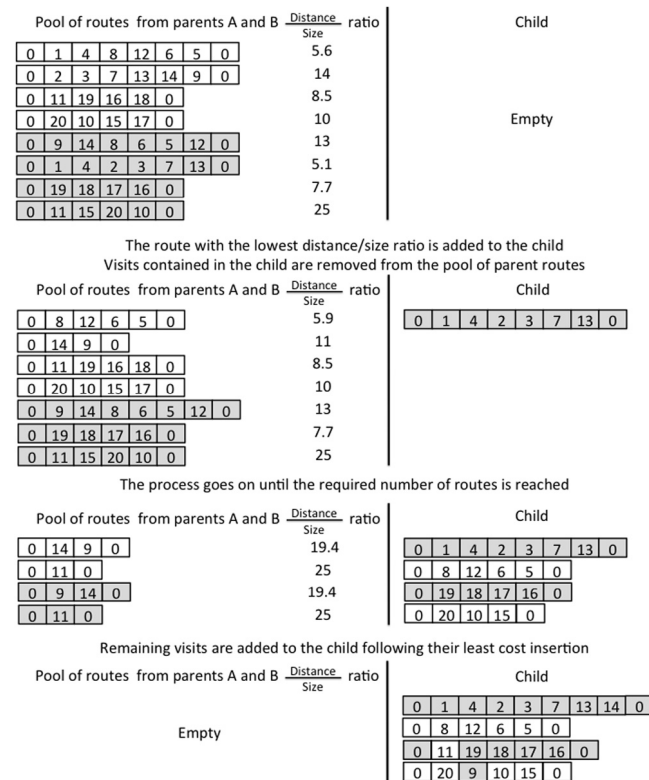 Pool of routes from parents A and B Distance/Size ratio Child
0 1 4 8 12 6 5 0 5.6
0 2 3 7 13 14 9 0 14
0 11 19 16 18 0 8.5
0 20 10 15 17 0 10 Empty
0 9 14 8 6 5 12 0 13
0 1 4 2 3 7 13 0 5.1
0 19 18 17 16 0 7.7
0 11 15 20 10 0 25
The route with the lowest distance/size ratio is added to the child
Visits contained in the child are removed from the pool of parent routes
Pool of routes from parents A and B Distance/Size ratio Child
0 8 12 6 5 0 5.9 0 1 4 2 3 7 13 0
0 14 9 0 11
0 11 19 16 18 0 8.5
0 20 10 15 17 0 10
0 9 14 8 6 5 12 0 13
0 19 18 17 16 0 7.7
0 11 15 20 10 0 25
The process goes on until the required number of routes is reached
Pool of routes from parents A and B Distance/Size ratio Child
0 14 9 0 19.4 0 1 4 2 3 7 13 0
0 11 0 25 0 8 12 6 5 0
0 9 14 0 19.4 0 19 18 17 16 0
0 11 0 25 0 20 10 15 0
Remaining visits are added to the child following their least cost insertion
Pool of routes from parents A and B Distance/Size ratio Child
0 1 4 2 3 7 13 14 0
Empty 0 8 12 6 5 0
0 11 19 18 17 16 0
0 20 9 10 15 0